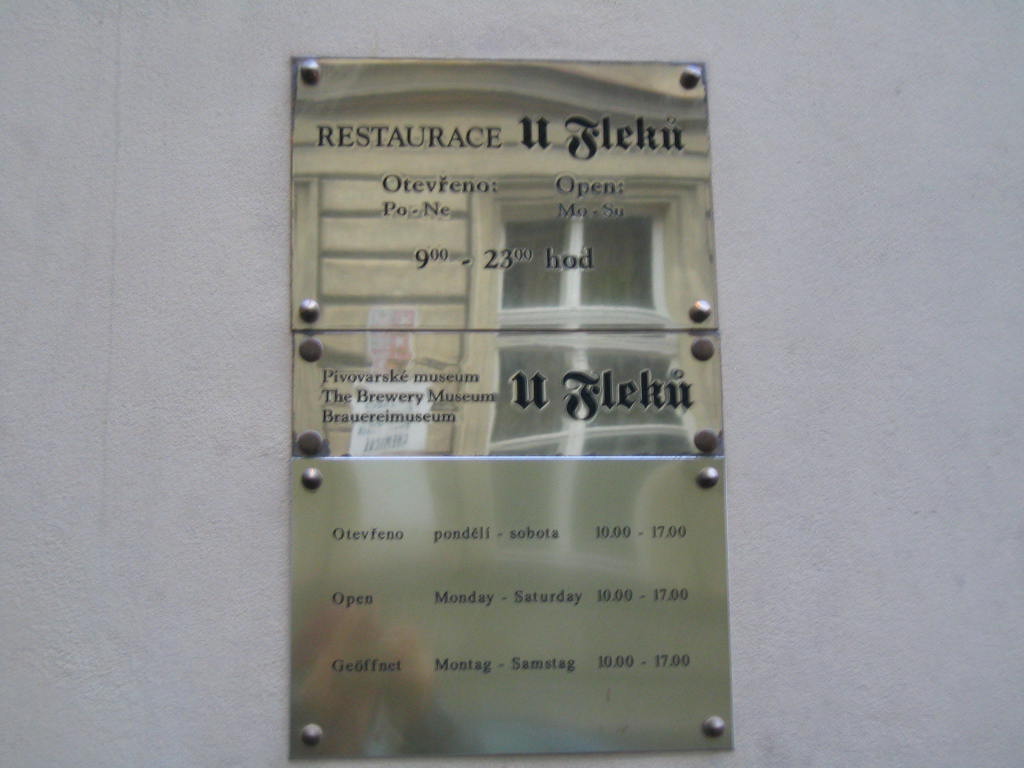 RESTAURACE U Fleků
Otevřeno: Open:
Po - Ne Mo - Su
9⁰⁰ - 23⁰⁰ hod
Pivovarské museum
The Brewery Museum
Brauereimuseum
U Fleků
Otevřeno pondělí - sobota 10.00 - 17.00
Open Monday - Saturday 10.00 - 17.00
Geöffnet Montag - Samstag 10.00 - 17.00